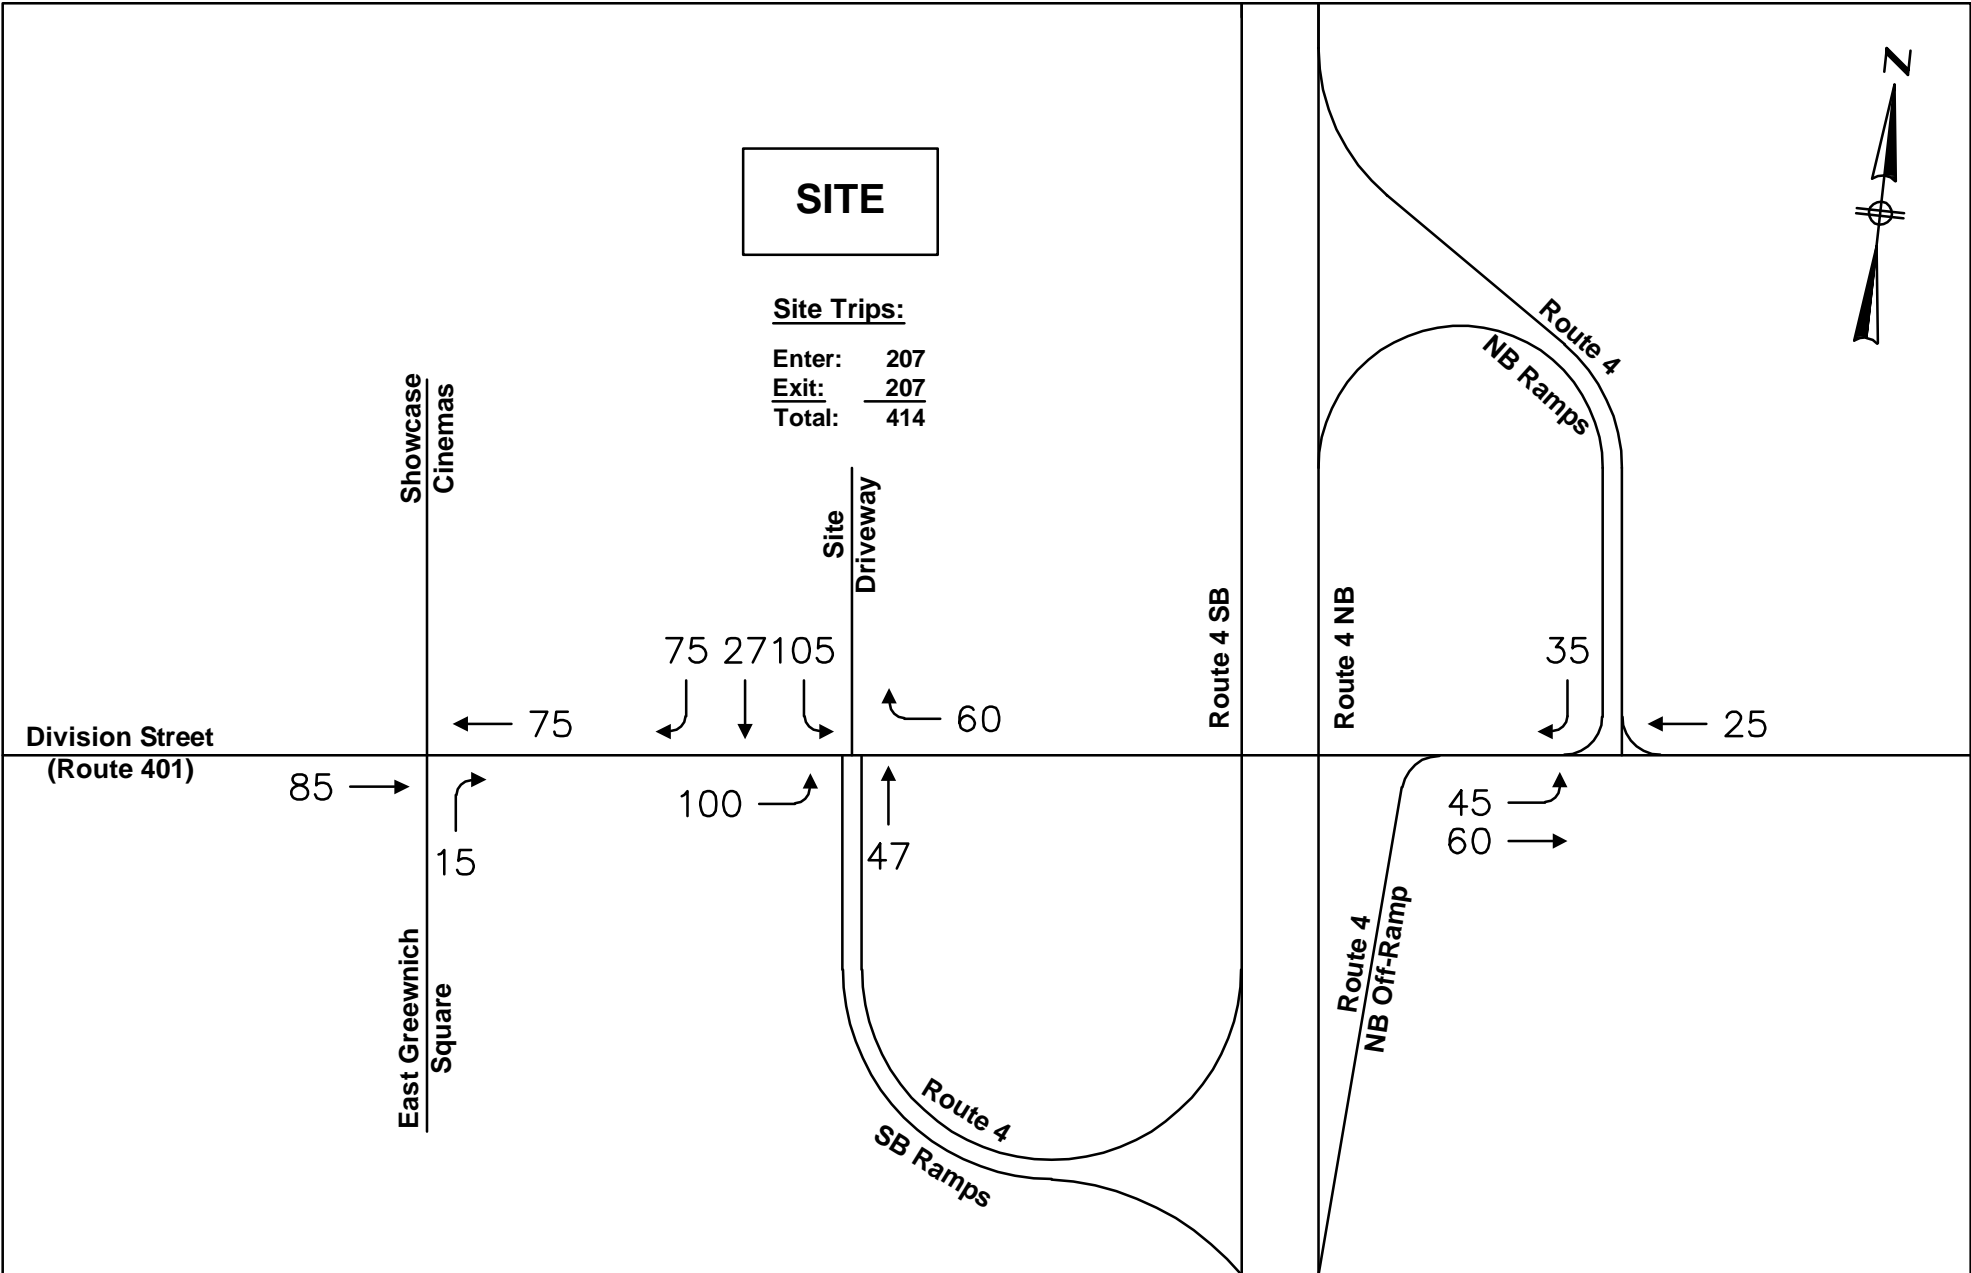 N
SITE
Site Trips:
Enter: 207
Exit: 207
Total: 414
Route 4
NB Ramps
Showcase
Cinemas
Site
Driveway
Route 4 SB
Route 4 NB
75 27 105
35
75
60
25
Division Street
(Route 401)
85
100
45
60
15
47
East Greewnich
Square
Route 4
NB Off-Ramp
Route 4
SB Ramps